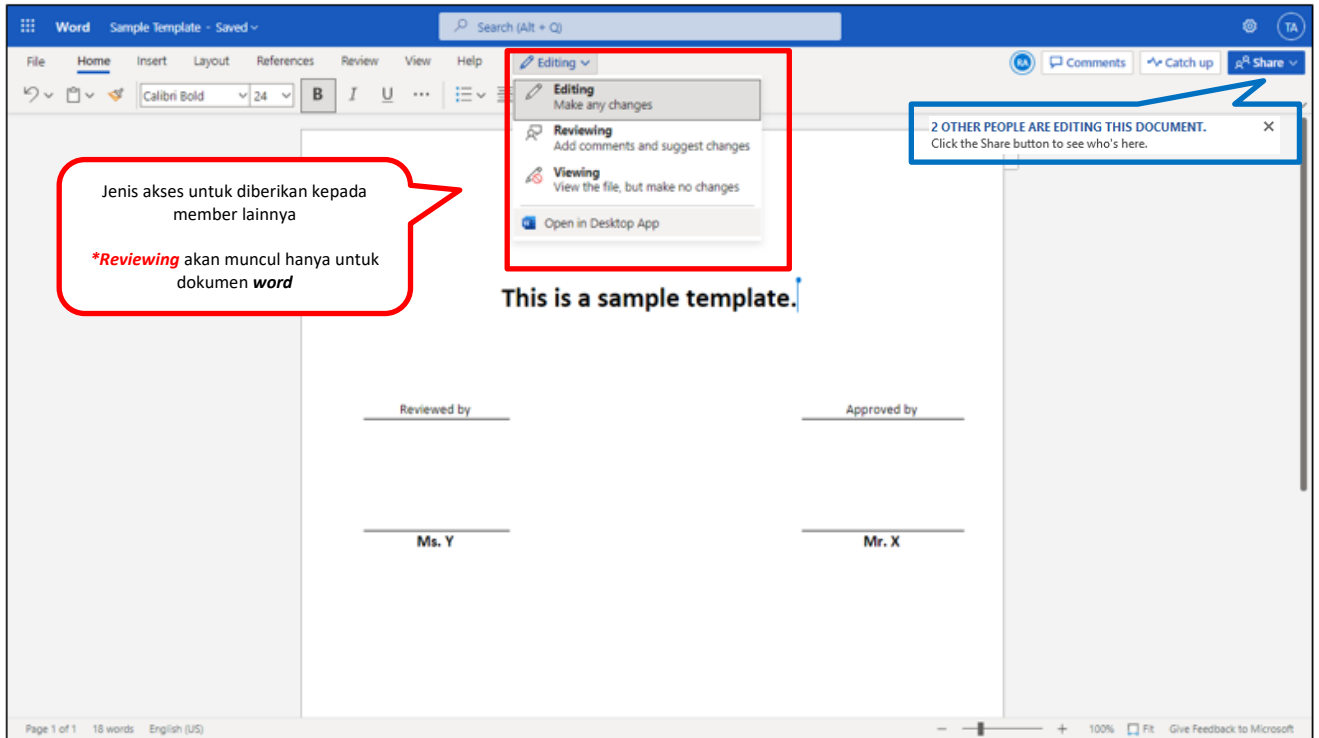 Word Sample Template - Saved
Search (Alt + Q)
TA
File Home Insert Layout References Review View Help Editing
RA Comments Catch up Share
Calibri Bold 24 B I U ...
Editing
Make any changes
Reviewing
Add comments and suggest changes
Viewing
View the file, but make no changes
Open in Desktop App
2 OTHER PEOPLE ARE EDITING THIS DOCUMENT.
Click the Share button to see who's here.
Jenis akses untuk diberikan kepada
member lainnya
*Reviewing akan muncul hanya untuk
dokumen word
This is a sample template.
Reviewed by
Approved by
Ms. Y
Mr. X
Page 1 of 1 18 words English (US)
100% Fit Give Feedback to Microsoft